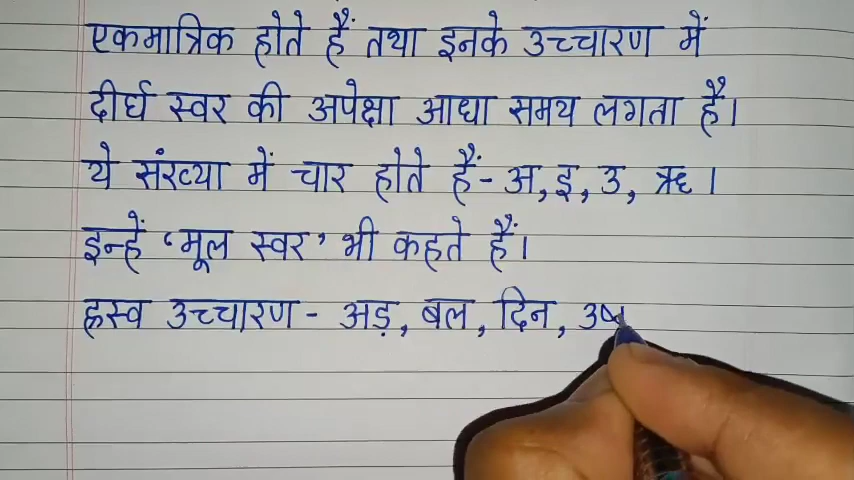 एकमात्रिक होते हैं तथा इनके उच्चारण में
दीर्घ स्वर की अपेक्षा आधा समय लगता है।
ये संख्या में चार होते हैं- अ, इ, उ, ऋ।
इन्हें ‘मूल स्वर’ भी कहते हैं।
ह्रस्व उच्चारण - अड़, बल, दिन,